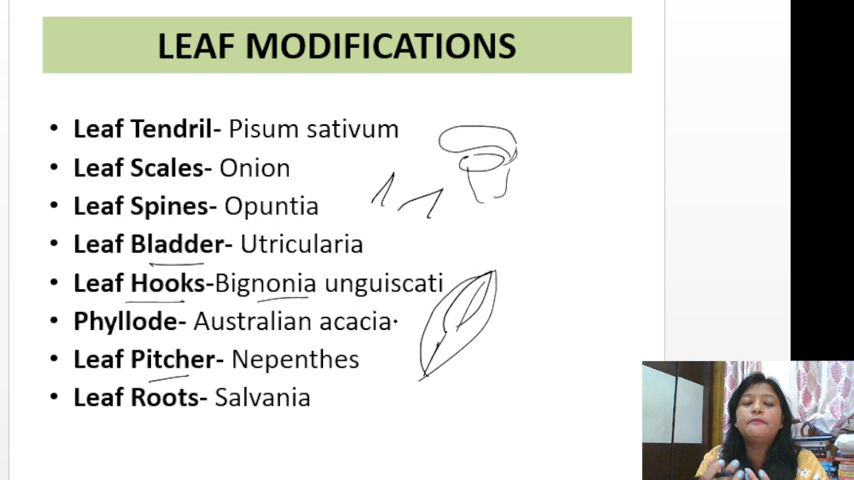 LEAF MODIFICATIONS
• Leaf Tendril- Pisum sativum
• Leaf Scales- Onion
• Leaf Spines- Opuntia
• Leaf Bladder- Utricularia
• Leaf Hooks-Bignonia unguiscati
• Phyllode- Australian acacia
• Leaf Pitcher- Nepenthes
• Leaf Roots- Salvania